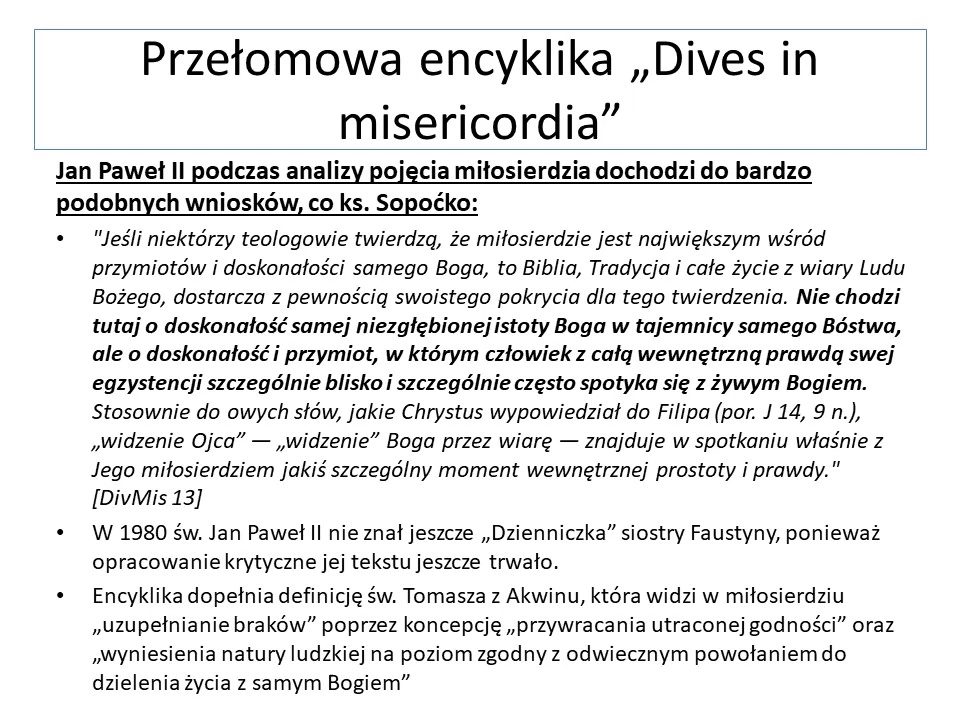 Przełomowa encyklika „Dives in
misericordia”
Jan Paweł II podczas analizy pojęcia miłosierdzia dochodzi do bardzo
podobnych wniosków, co ks. Sopoćko:
• "Jeśli niektórzy teologowie twierdzą, że miłosierdzie jest największym wśród
przymiotów i doskonałości samego Boga, to Biblia, Tradycja i całe życie z wiary Ludu
Bożego, dostarcza z pewnością swoistego pokrycia dla tego twierdzenia. Nie chodzi
tutaj o doskonałość samej niezgłębionej istoty Boga w tajemnicy samego Bóstwa,
ale o doskonałość i przymiot, w którym człowiek z całą wewnętrzną prawdą swej
egzystencji szczególnie blisko i szczególnie często spotyka się z żywym Bogiem.
Stosownie do owych słów, jakie Chrystus wypowiedział do Filipa (por. J 14, 9 n.),
„widzenie Ojca” — „widzenie” Boga przez wiarę — znajduje w spotkaniu właśnie z
Jego miłosierdziem jakiś szczególny moment wewnętrznej prostoty i prawdy."
[DivMis 13]
• W 1980 św. Jan Paweł II nie znał jeszcze „Dzienniczka” siostry Faustyny, ponieważ
opracowanie krytyczne jej tekstu jeszcze trwało.
• Encyklika dopełnia definicję św. Tomasza z Akwinu, która widzi w miłosierdziu
„uzupełnianie braków” poprzez koncepcję „przywracania utraconej godności” oraz
„wyniesienia natury ludzkiej na poziom zgodny z odwiecznym powołaniem do
dzielenia życia z samym Bogiem”